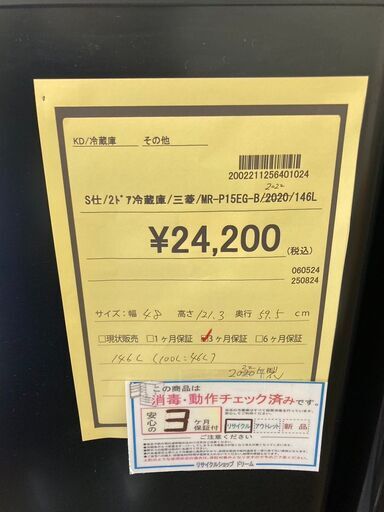 KD/冷蔵庫 その他
2002211256401024
2022
S仕/2ﾄﾞｱ冷蔵庫/三菱/MR-P15EG-B/2020/146L
¥24,200(税込)
060524
250824
サイズ:幅 48 高さ 121.3 奥行 59.5 cm
□現状販売 □1ヶ月保証 □3ヶ月保証 □6ヶ月保証
146L (100L:46L)
2020年製
この商品は
消毒・動作チェック済みです。
安心の 3 ケ月保証付
リサイクル アウトレット 新品
ご注意ください
リサイクルショップ ドリーム